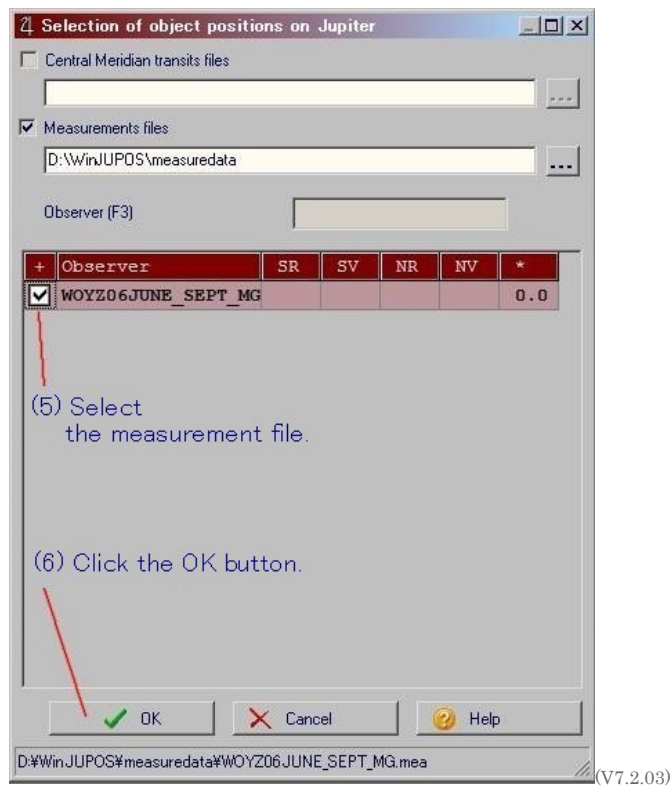 Selection of object positions on Jupiter
Central Meridian transits files
...
Measurements files
D:\WinJUPOS\measuredata
...
Observer (F3)
+ Observer SR SV NR NV *
WOYZ06JUNE_SEPT_MG 0.0
(5) Select
the measurement file.
(6) Click the OK button.
OK Cancel Help
D:¥WinJUPOS¥measuredata¥WOYZ06JUNE_SEPT_MG.mea
(V7.2.03)